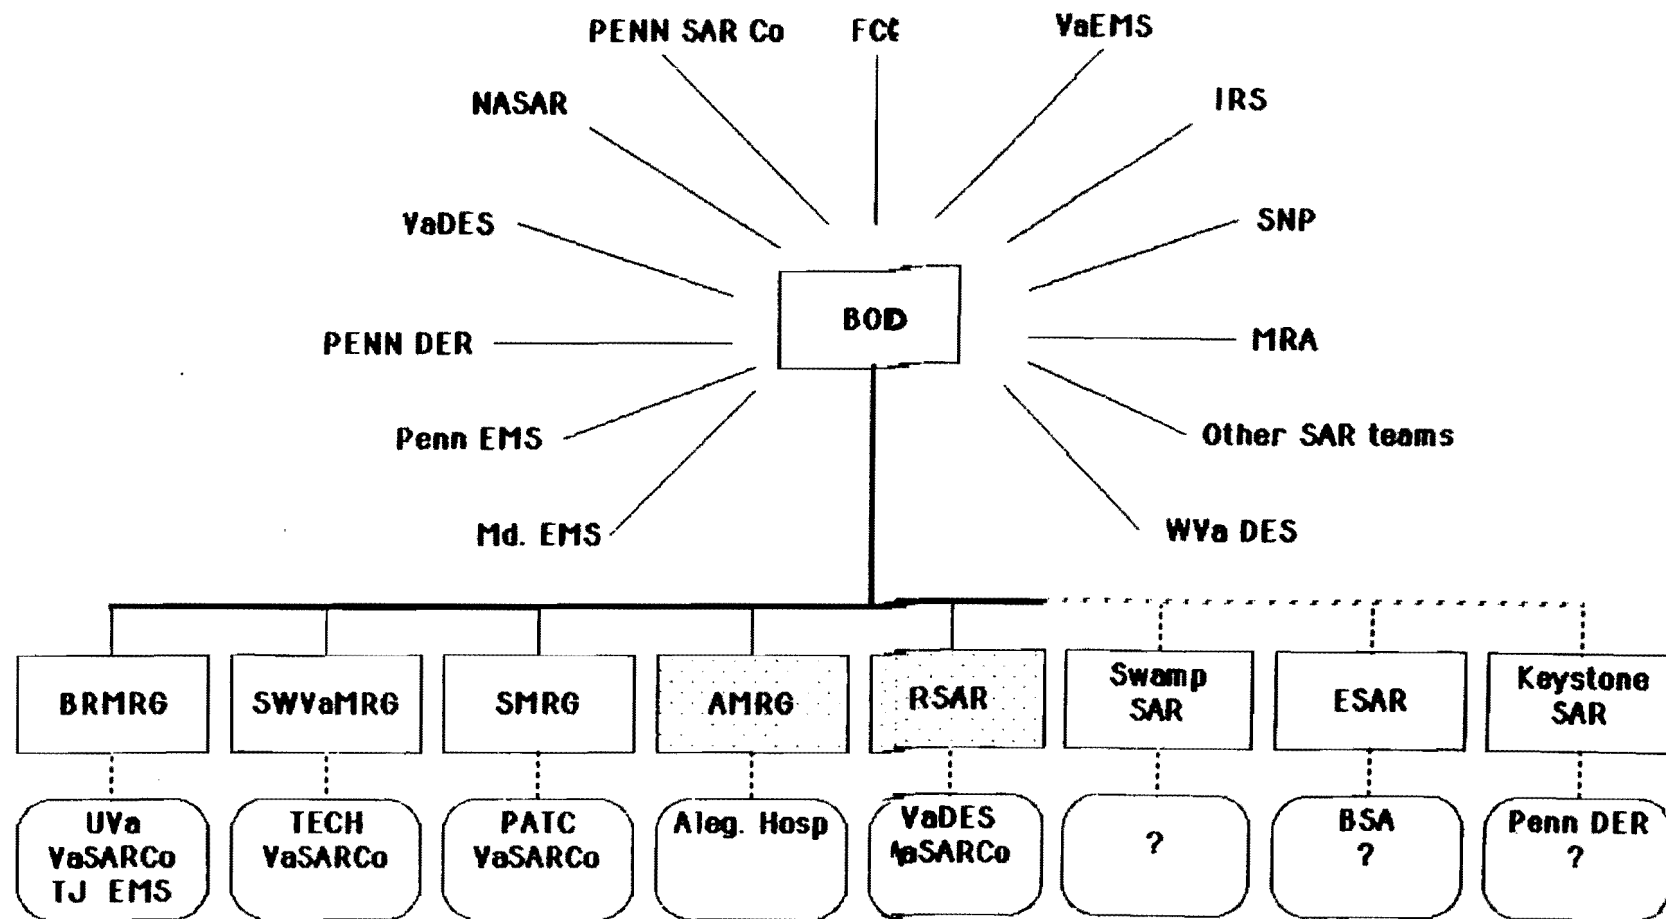 PENN SAR Co
FCC
VaEMS
NASAR
IRS
VaDES
SNP
BOD
PENN DER
MRA
Penn EMS
Other SAR teams
Md. EMS
WVa DES
BRMRG
SWVaMRG
SMRG
AMRG
RSAR
Swamp
SAR
ESAR
Keystone
SAR
UVa
VaSARCo
TJ EMS
TECH
VaSARCo
PATC
VaSARCo
Aleg. Hosp
VaDES
VaSARCo
?
BSA
?
Penn DER
?